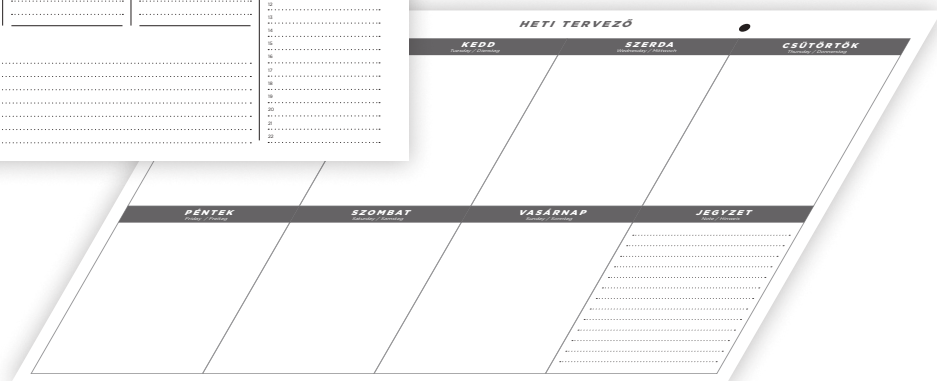 12
13
14
15
16
17
18
19
20
21
22
HETI TERVEZŐ
KEDD
Tuesday / Dienstag
SZERDA
Wednesday / Mittwoch
CSÜTÖRTÖK
Thursday / Donnerstag
PÉNTEK
Friday / Freitag
SZOMBAT
Saturday / Samstag
VASÁRNAP
Sunday / Sonntag
JEGYZET
Note / Hinweis